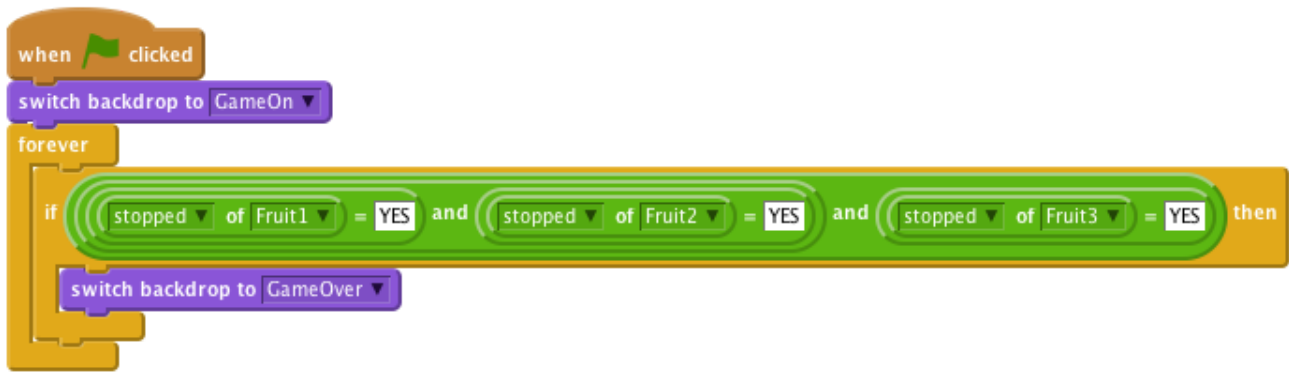 when clicked
switch backdrop to GameOn
forever
if stopped of Fruit1 = YES and stopped of Fruit2 = YES and stopped of Fruit3 = YES then
switch backdrop to GameOver